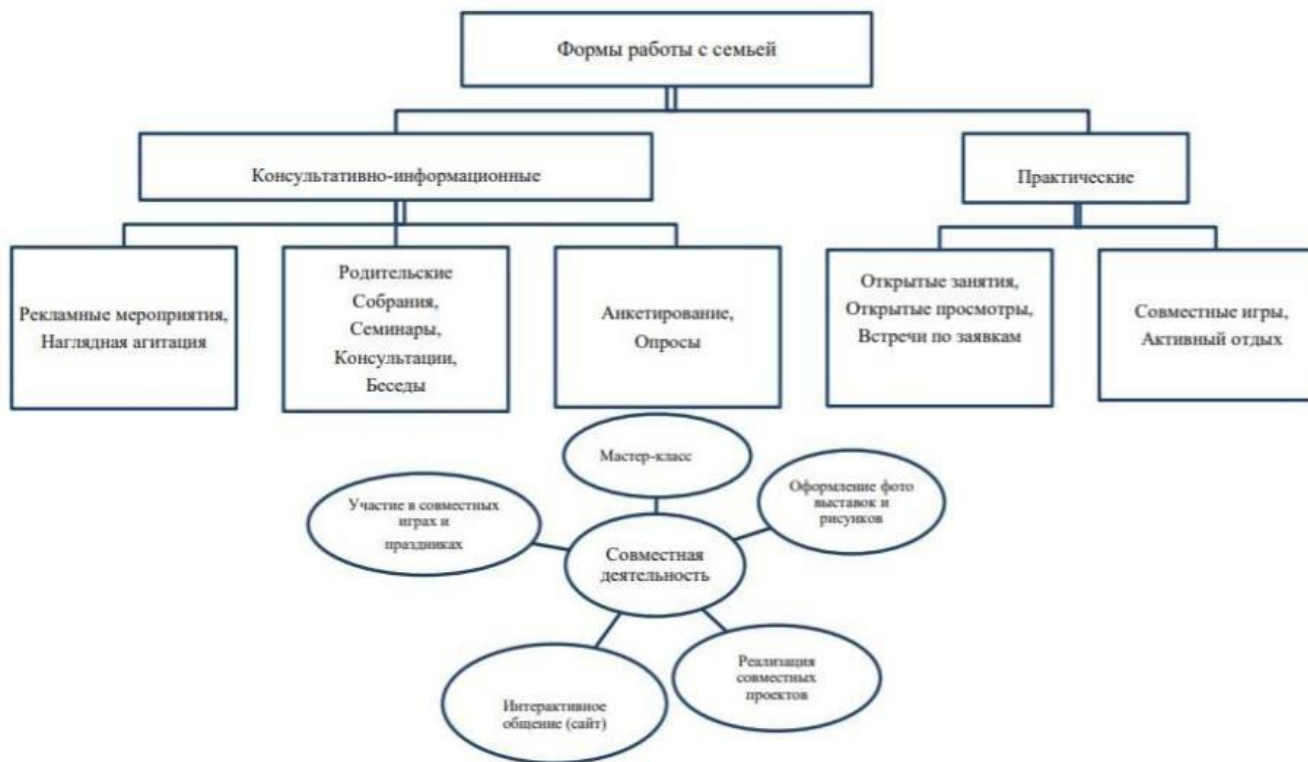 Формы работы с семьей
Консультативно-информационные
Практические
Рекламные мероприятия,
Наглядная агитация
Родительские
Собрания,
Семинары,
Консультации,
Беседы
Анкетирование,
Опросы
Открытые занятия,
Открытые просмотры,
Встречи по заявкам
Совместные игры,
Активный отдых
Мастер-класс
Участие в совместных
играх и
праздниках
Оформление фото
выставок и
рисунков
Совместная
деятельность
Интерактивное
общение (сайт)
Реализация
совместных
проектов